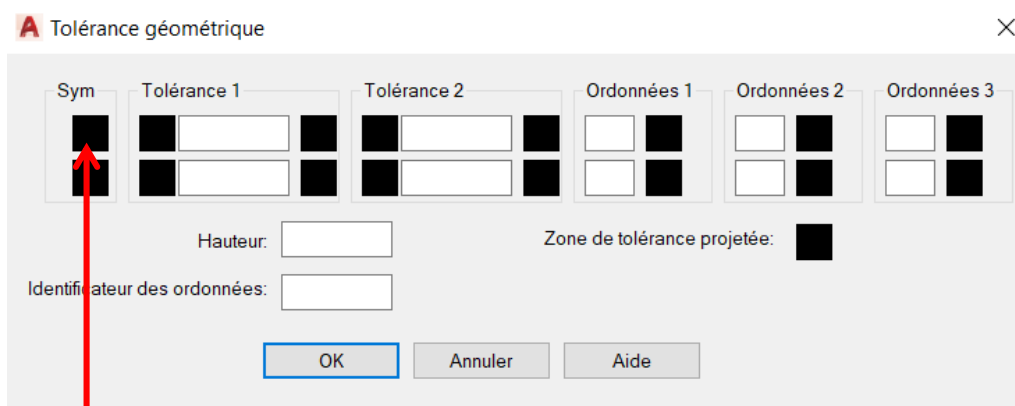 Tolérance géométrique
Sym Tolérance 1 Tolérance 2 Ordonnées 1 Ordonnées 2 Ordonnées 3
Hauteur: Zone de tolérance projetée:
Identificateur des ordonnées:
OK Annuler Aide